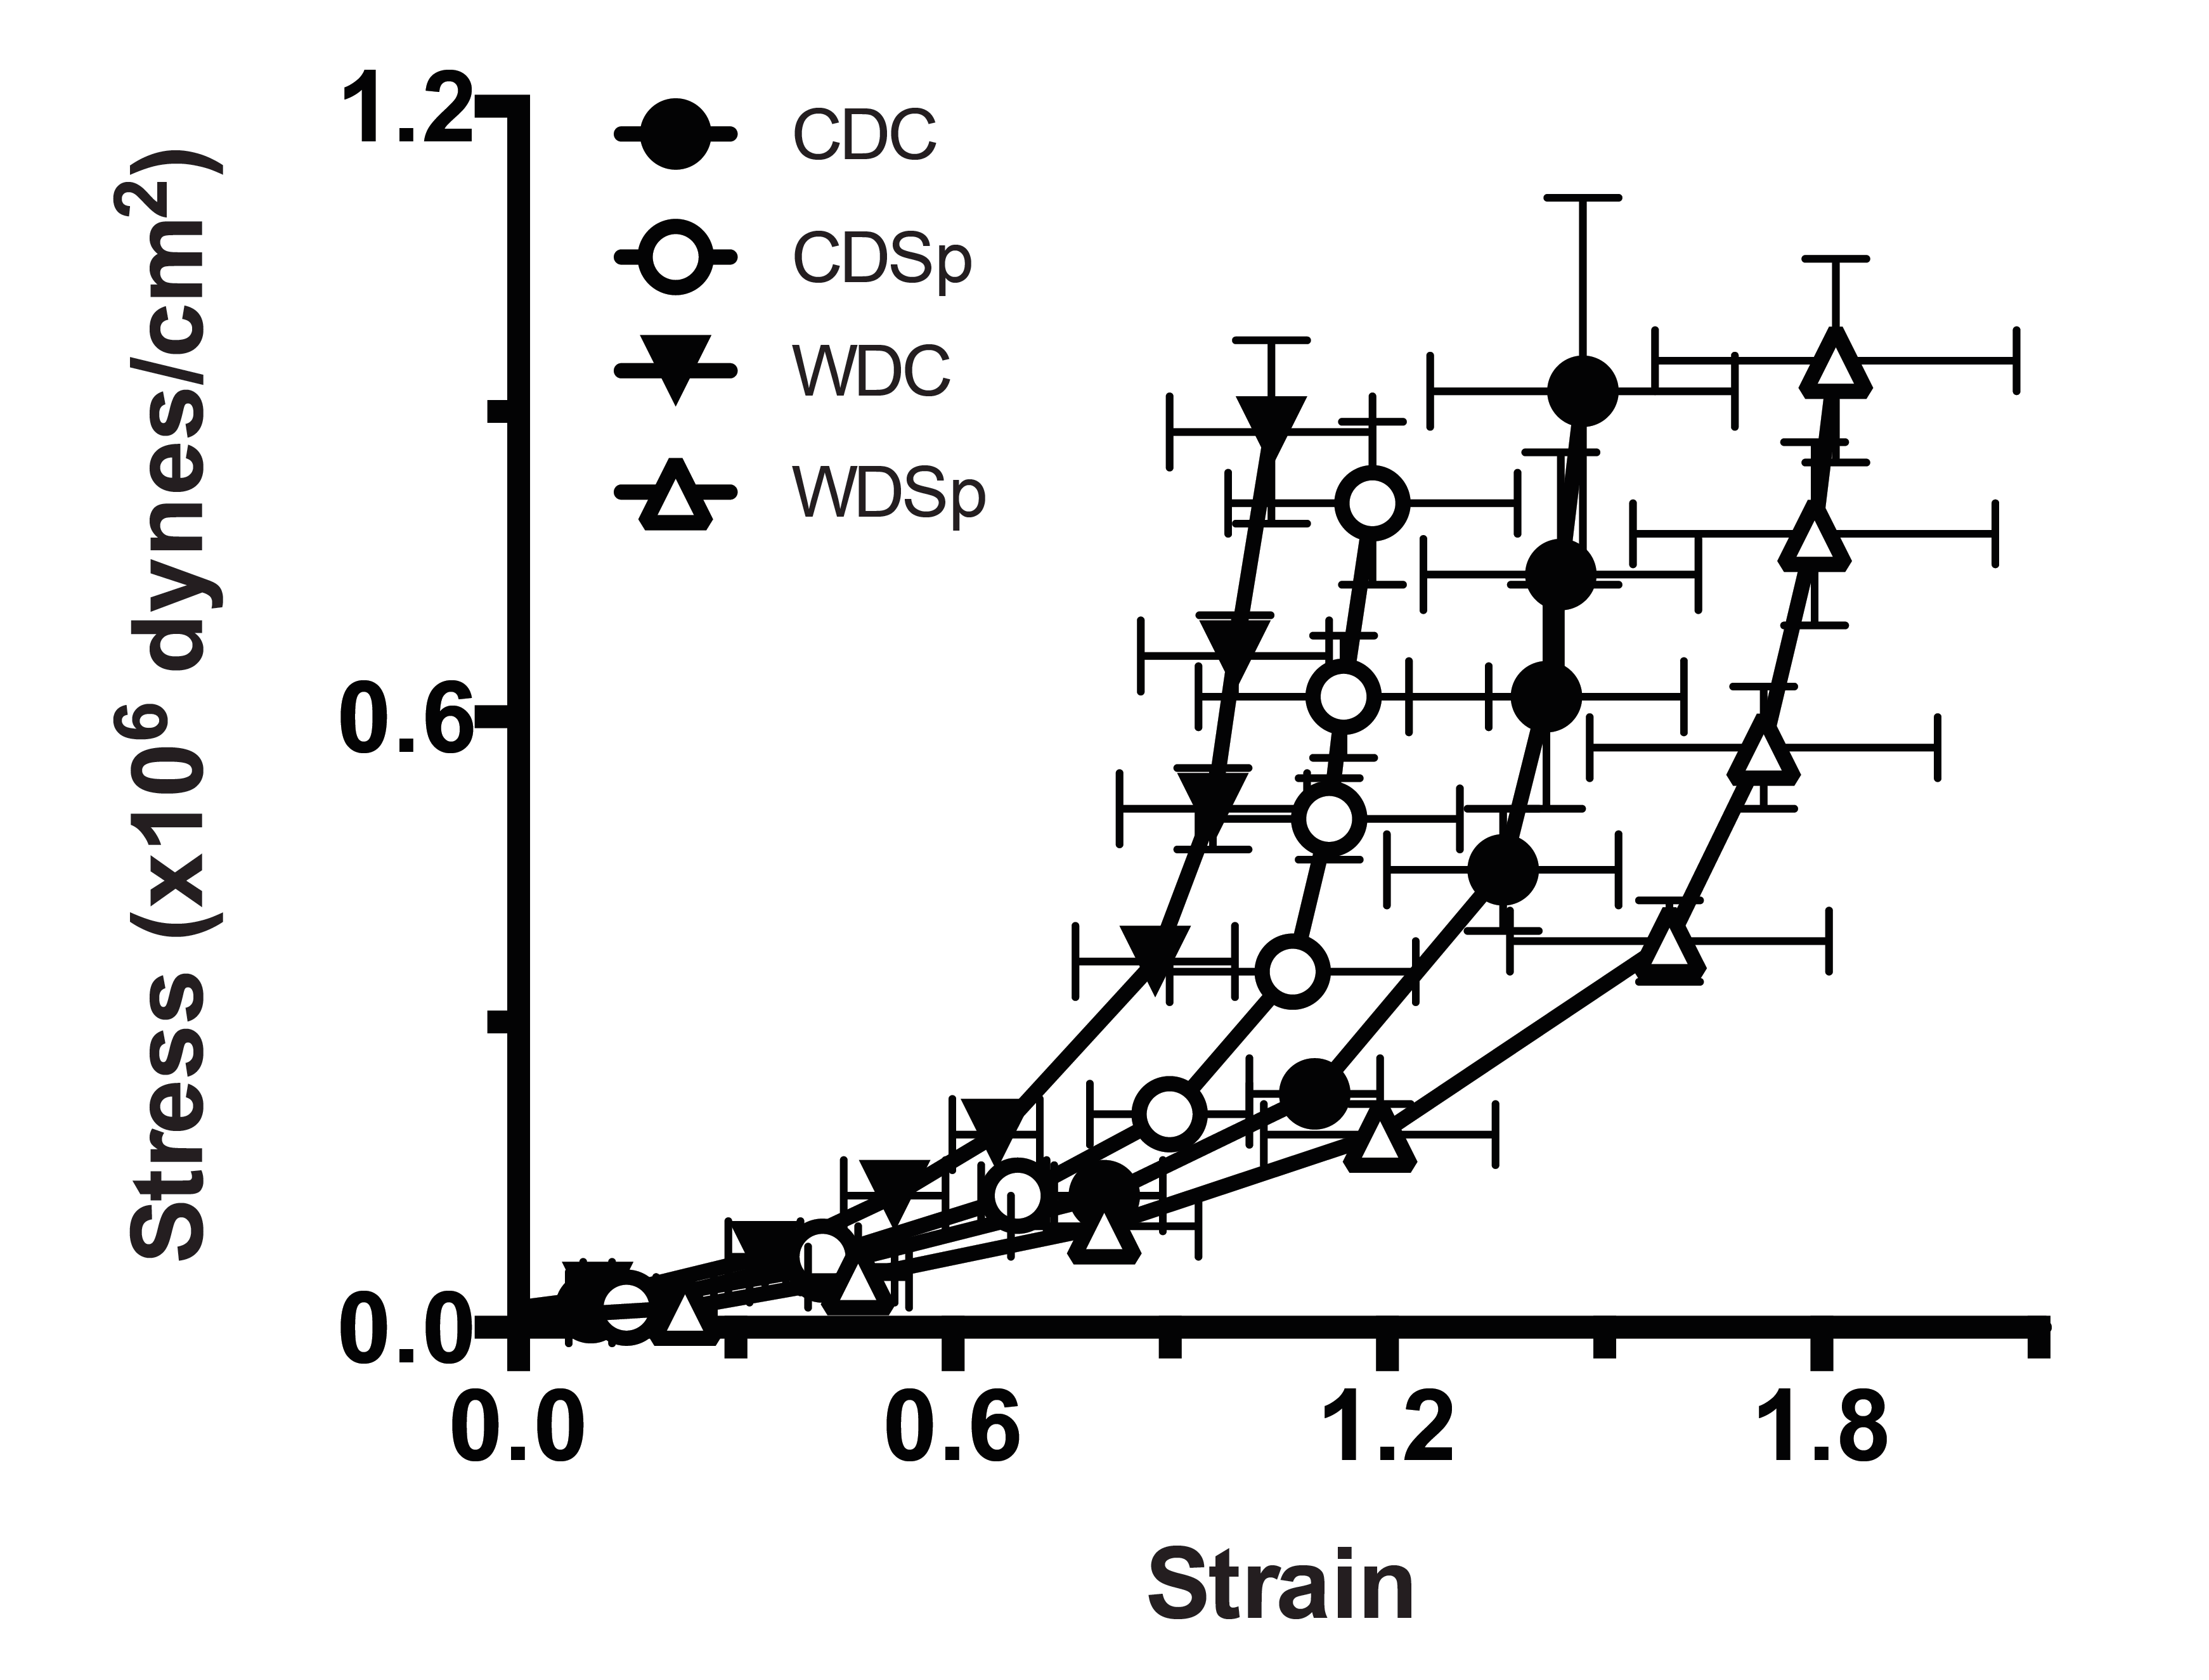 1.2
0.6
0.0
Stress (x10⁶ dynes/cm²)
CDC
CDSp
WDC
WDSp
0.0 0.6 1.2 1.8
Strain